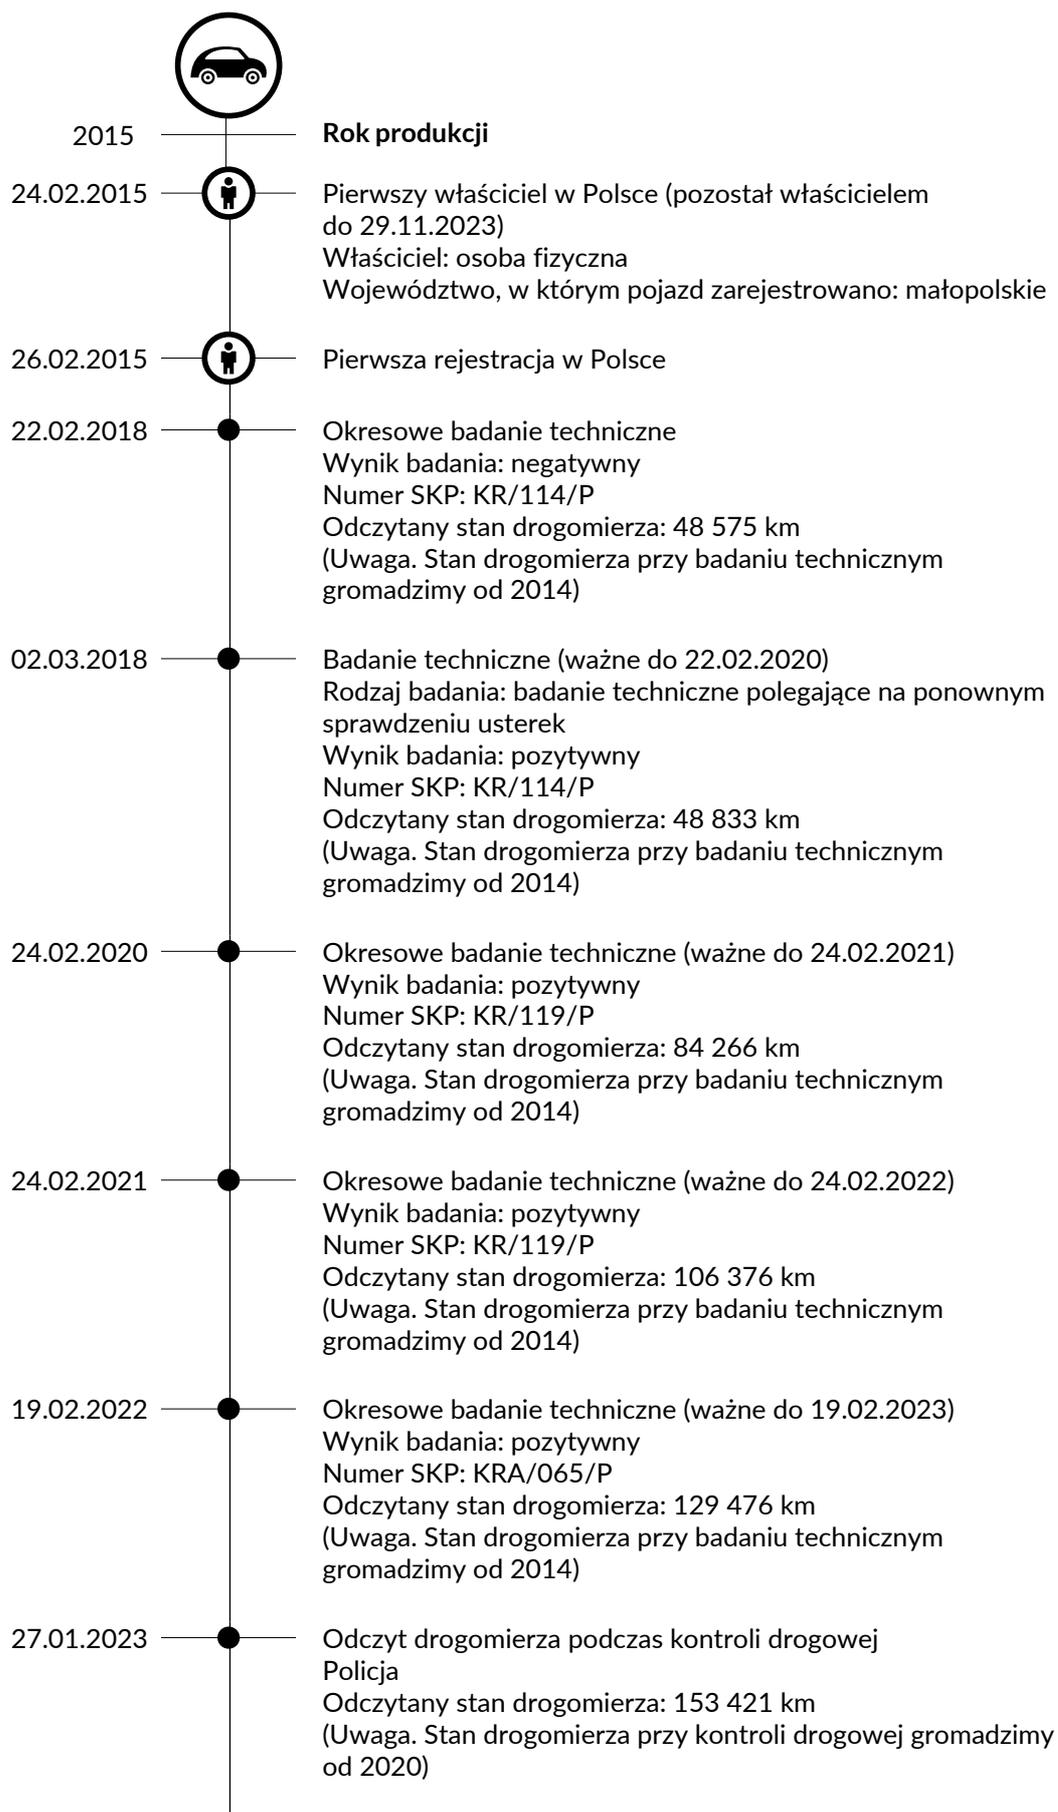 2015 Rok produkcji
24.02.2015 Pierwszy właściciel w Polsce (pozostał właścicielem
do 29.11.2023)
Właściciel: osoba fizyczna
Województwo, w którym pojazd zarejestrowano: małopolskie
26.02.2015 Pierwsza rejestracja w Polsce
22.02.2018 Okresowe badanie techniczne
Wynik badania: negatywny
Numer SKP: KR/114/P
Odczytany stan drogomierza: 48 575 km
(Uwaga. Stan drogomierza przy badaniu technicznym
gromadzimy od 2014)
02.03.2018 Badanie techniczne (ważne do 22.02.2020)
Rodzaj badania: badanie techniczne polegające na ponownym
sprawdzeniu usterek
Wynik badania: pozytywny
Numer SKP: KR/114/P
Odczytany stan drogomierza: 48 833 km
(Uwaga. Stan drogomierza przy badaniu technicznym
gromadzimy od 2014)
24.02.2020 Okresowe badanie techniczne (ważne do 24.02.2021)
Wynik badania: pozytywny
Numer SKP: KR/119/P
Odczytany stan drogomierza: 84 266 km
(Uwaga. Stan drogomierza przy badaniu technicznym
gromadzimy od 2014)
24.02.2021 Okresowe badanie techniczne (ważne do 24.02.2022)
Wynik badania: pozytywny
Numer SKP: KR/119/P
Odczytany stan drogomierza: 106 376 km
(Uwaga. Stan drogomierza przy badaniu technicznym
gromadzimy od 2014)
19.02.2022 Okresowe badanie techniczne (ważne do 19.02.2023)
Wynik badania: pozytywny
Numer SKP: KRA/065/P
Odczytany stan drogomierza: 129 476 km
(Uwaga. Stan drogomierza przy badaniu technicznym
gromadzimy od 2014)
27.01.2023 Odczyt drogomierza podczas kontroli drogowej
Policja
Odczytany stan drogomierza: 153 421 km
(Uwaga. Stan drogomierza przy kontroli drogowej gromadzimy
od 2020)